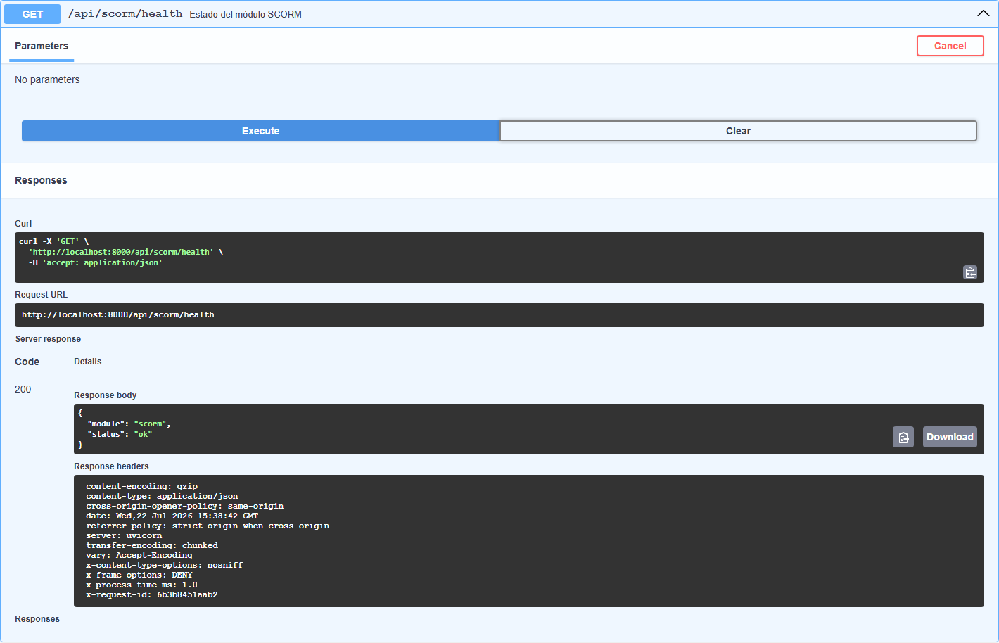 GET /api/scorm/health Estado del módulo SCORM
Parameters
Cancel
No parameters
Execute
Clear
Responses
Curl
curl -X 'GET' \
  'http://localhost:8000/api/scorm/health' \
  -H 'accept: application/json'
Request URL
http://localhost:8000/api/scorm/health
Server response
Code Details
200
Response body
{
  "module": "scorm",
  "status": "ok"
}
Download
Response headers
content-encoding: gzip
content-type: application/json
cross-origin-opener-policy: same-origin
date: Wed,22 Jul 2026 15:38:42 GMT
referrer-policy: strict-origin-when-cross-origin
server: uvicorn
transfer-encoding: chunked
vary: Accept-Encoding
x-content-type-options: nosniff
x-frame-options: DENY
x-process-time-ms: 1.0
x-request-id: 6b3b8451aab2
Responses